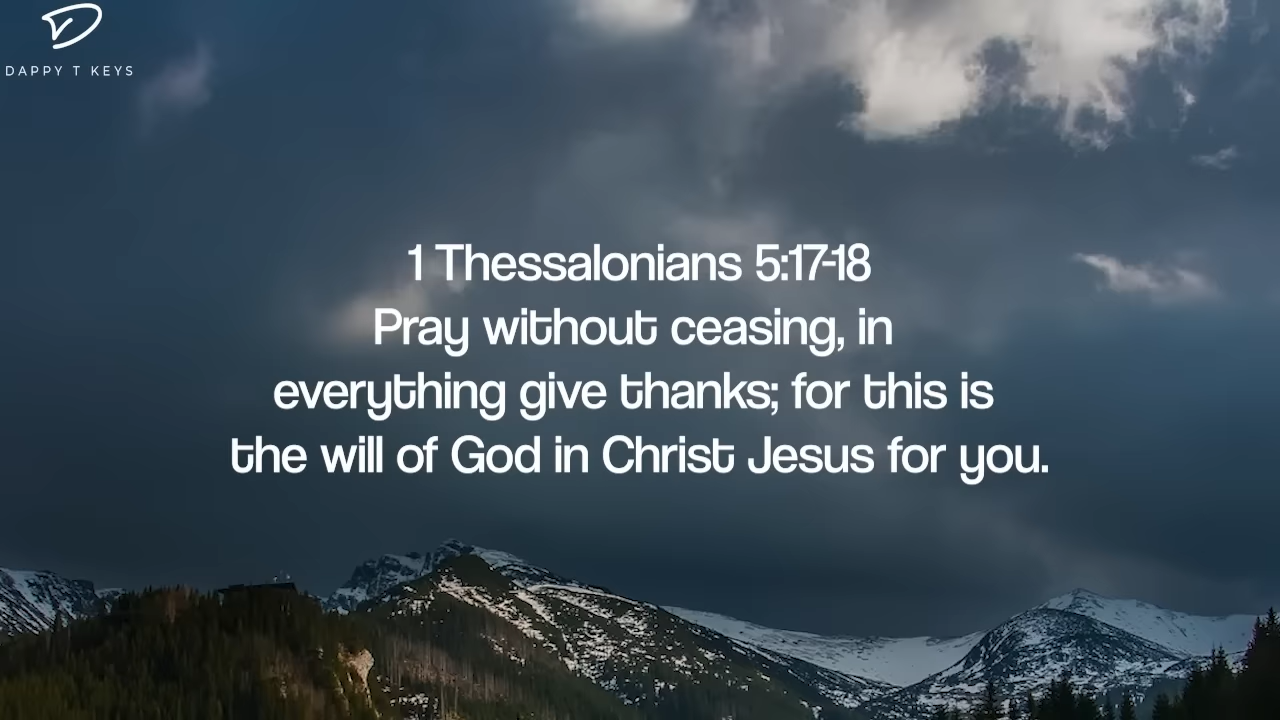 DAPPY T KEYS
1 Thessalonians 5:17-18
Pray without ceasing, in
everything give thanks; for this is
the will of God in Christ Jesus for you.